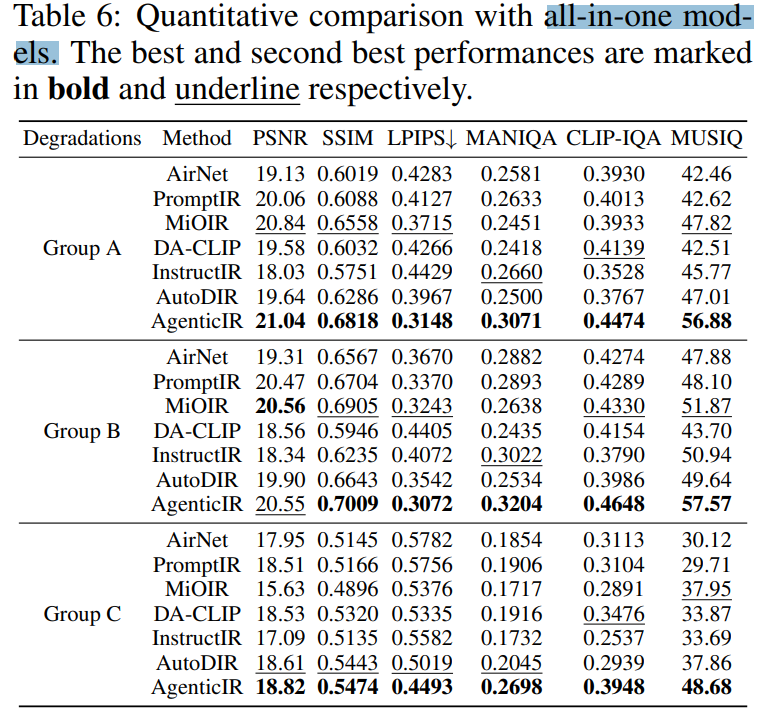 Table 6: Quantitative comparison with all-in-one mod-
els. The best and second best performances are marked
in bold and underline respectively.
Degradations Method PSNR SSIM LPIPS↓ MANIQA CLIP-IQA MUSIQ
AirNet 19.13 0.6019 0.4283 0.2581 0.3930 42.46
PromptIR 20.06 0.6088 0.4127 0.2633 0.4013 42.62
MiOIR 20.84 0.6558 0.3715 0.2451 0.3933 47.82
Group A DA-CLIP 19.58 0.6032 0.4266 0.2418 0.4139 42.51
InstructIR 18.03 0.5751 0.4429 0.2660 0.3528 45.77
AutoDIR 19.64 0.6286 0.3967 0.2500 0.3767 47.01
AgenticIR 21.04 0.6818 0.3148 0.3071 0.4474 56.88
AirNet 19.31 0.6567 0.3670 0.2882 0.4274 47.88
PromptIR 20.47 0.6704 0.3370 0.2893 0.4289 48.10
MiOIR 20.56 0.6905 0.3243 0.2638 0.4330 51.87
Group B DA-CLIP 18.56 0.5946 0.4405 0.2435 0.4154 43.70
InstructIR 18.34 0.6235 0.4072 0.3022 0.3790 50.94
AutoDIR 19.90 0.6643 0.3542 0.2534 0.3986 49.64
AgenticIR 20.55 0.7009 0.3072 0.3204 0.4648 57.57
AirNet 17.95 0.5145 0.5782 0.1854 0.3113 30.12
PromptIR 18.51 0.5166 0.5756 0.1906 0.3104 29.71
MiOIR 15.63 0.4896 0.5376 0.1717 0.2891 37.95
Group C DA-CLIP 18.53 0.5320 0.5335 0.1916 0.3476 33.87
InstructIR 17.09 0.5135 0.5582 0.1732 0.2537 33.69
AutoDIR 18.61 0.5443 0.5019 0.2045 0.2939 37.86
AgenticIR 18.82 0.5474 0.4493 0.2698 0.3948 48.68